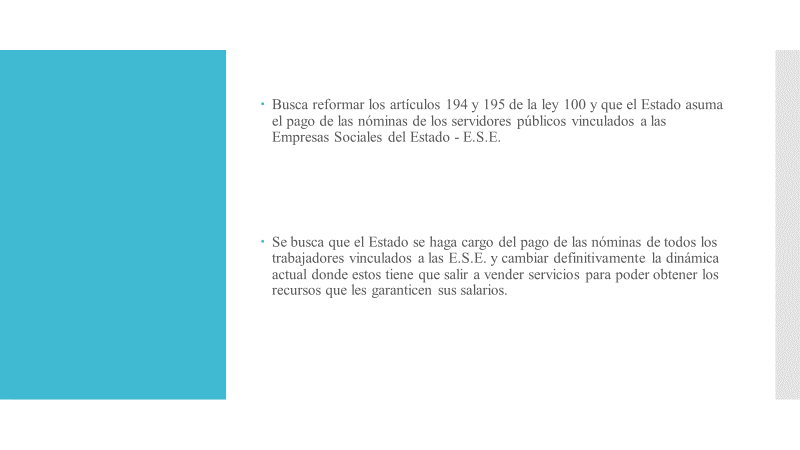 Busca reformar los artículos 194 y 195 de la ley 100 y que el Estado asuma
el pago de las nóminas de los servidores públicos vinculados a las
Empresas Sociales del Estado - E.S.E.
Se busca que el Estado se haga cargo del pago de las nóminas de todos los
trabajadores vinculados a las E.S.E. y cambiar definitivamente la dinámica
actual donde estos tiene que salir a vender servicios para poder obtener los
recursos que les garanticen sus salarios.